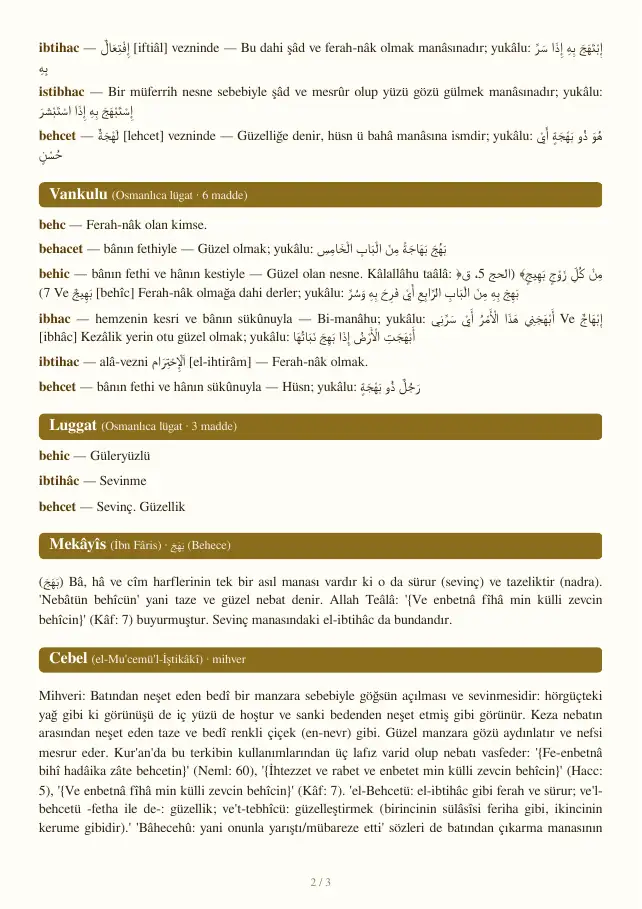 ibtihac — إِفْتِعَالٌ [iftiâl] vezninde — Bu dahi şâd ve ferah-nâk olmak manâsınadır; yukâlu: إِبْتَهَجَ بِهِ إِذَا سَرَّ
بِهِ
istibhac — Bir müferrih nesne sebebiyle şâd ve mesrûr olup yüzü gözü gülmek manâsınadır; yukâlu:
إِسْتَبْهَجَ بِهِ إِذَا اسْتَبْشَرَ
behcet — لَهْجَةٌ [lehcet] vezninde — Güzelliğe denir, hüsn ü bahâ manâsına ismdir; yukâlu: هُوَ ذُو بَهْجَةٍ أَيْ
حُسْنٍ
Vankulu (Osmanlıca lügat · 6 madde)
behc — Ferah-nâk olan kimse.
behacet — bânın fethiyle — Güzel olmak; yukâlu: بَهُجَ بَهَاجَةً مِنَ الْبَابِ الْخَامِسِ
behic — bânın fethi ve hânın kestiyle — Güzel olan nesne. Kâlallâhu taâlâ: ﴿مِنْ كُلِّ زَوْجٍ بَهِيجٍ﴾ (الحج 5، ق
7) Ve بَهِيجٌ [behîc] Ferah-nâk olmağa dahi derler; yukâlu: بَهِجَ بِهِ مِنَ الْبَابِ الرَّابِعِ أَيْ فَرِحَ بِهِ وَسُرَّ
ibhac — hemzenin kesri ve bânın sükûnuyla — Bi-manâhu; yukâlu: أَبْهَجَنِي هَذَا الْأَمْرُ أَيْ سَرَّنِي Ve إِبْهَاجٌ
[ibhâc] Kezâlik yerin otu güzel olmak; yukâlu: أَبْهَجَتِ الْأَرْضُ إِذَا بَهِجَ نَبَاتُهَا
ibtihac — alâ-vezni اَلْإِحْتِرَام [el-ihtirâm] — Ferah-nâk olmak.
behcet — bânın fethi ve hânın sükûnuyla — Hüsn; yukâlu: رَجُلٌ ذُو بَهْجَةٍ
Luggat (Osmanlıca lügat · 3 madde)
behic — Güleryüzlü
ibtihâc — Sevinme
behcet — Sevinç. Güzellik
Mekâyîs (İbn Fâris) · بَهَجَ (Behece)
(بَهَجَ) Bâ, hâ ve cîm harflerinin tek bir asıl manası vardır ki o da sürur (sevinç) ve tazeliktir (nadra).
'Nebâtün behîcün' yani taze ve güzel nebat denir. Allah Teâlâ: '{Ve enbetnâ fîhâ min külli zevcin
behîcin}' (Kâf: 7) buyurmuştur. Sevinç manasındaki el-ibtihâc da bundandır.
Cebel (el-Mu'cemü'l-İştikâkî) · mihver
Mihveri: Batından neşet eden bedî bir manzara sebebiyle göğsün açılması ve sevinmesidir: hörgüçteki
yağ gibi ki görünüşü de iç yüzü de hoştur ve sanki bedenden neşet etmiş gibi görünür. Keza nebatın
arasından neşet eden taze ve bedî renkli çiçek (en-nevr) gibi. Güzel manzara gözü aydınlatır ve nefsi
mesrur eder. Kur'an'da bu terkibin kullanımlarından üç lafız varid olup nebatı vasfeder: '{Fe-enbetnâ
bihî hadâika zâte behcetin}' (Neml: 60), '{İhtezzet ve rabet ve enbetet min külli zevcin behîcin}' (Hacc:
5), '{Ve enbetnâ fîhâ min külli zevcin behîcin}' (Kâf: 7). 'el-Behcetü: el-ibtihâc gibi ferah ve sürur; ve'l-
behcetü -fetha ile de-: güzellik; ve't-tebhîcü: güzelleştirmek (birincinin sülâsîsi feriha gibi, ikincinin
kerume gibidir).' 'Bâhecehû: yani onunla yarıştı/mübareze etti' sözleri de batından çıkarma manasının
2 / 3